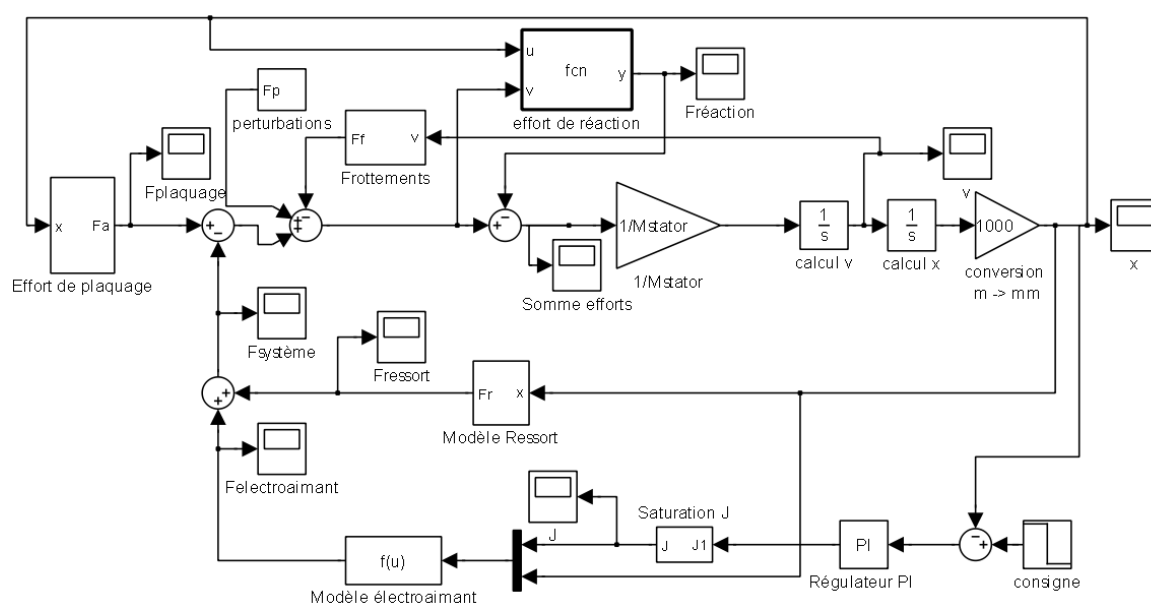 u
fcn
y
v
effort de réaction
Fréaction
Fp
perturbations
Ff
v
Frottements
Fplaquage
x
Fa
Effort de plaquage
+
−
−
+
+
−
+
1/Mstator
1/Mstator
Somme efforts
1
s
calcul v
v
1
s
calcul x
1000
conversion
m -> mm
x
Fsystème
Fressort
+
+
Fr
x
Modèle Ressort
Felectroaimant
f(u)
Modèle électroaimant
J
Saturation J
J
J1
PI
Régulateur PI
−
+
consigne